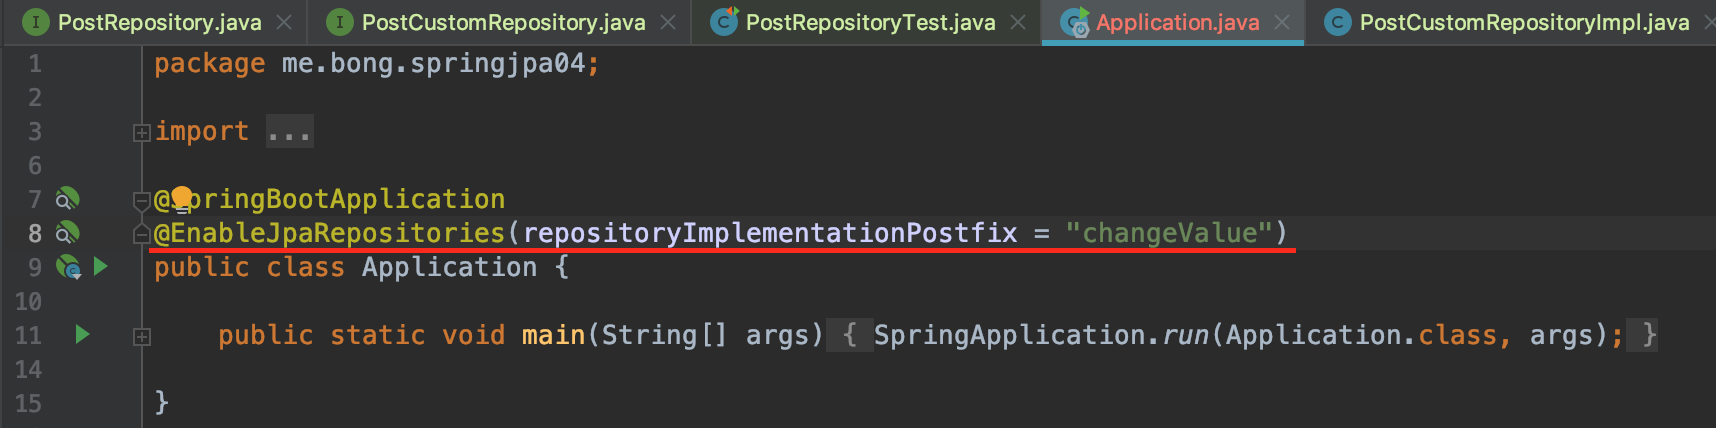 PostRepository.java PostCustomRepository.java PostRepositoryTest.java Application.java PostCustomRepositoryImpl.java
1 package me.bong.springjpa04;
2
3 import ...
6
7 @SpringBootApplication
8 @EnableJpaRepositories(repositoryImplementationPostfix = "changeValue")
9 public class Application {
10
11 public static void main(String[] args) { SpringApplication.run(Application.class, args); }
14
15 }